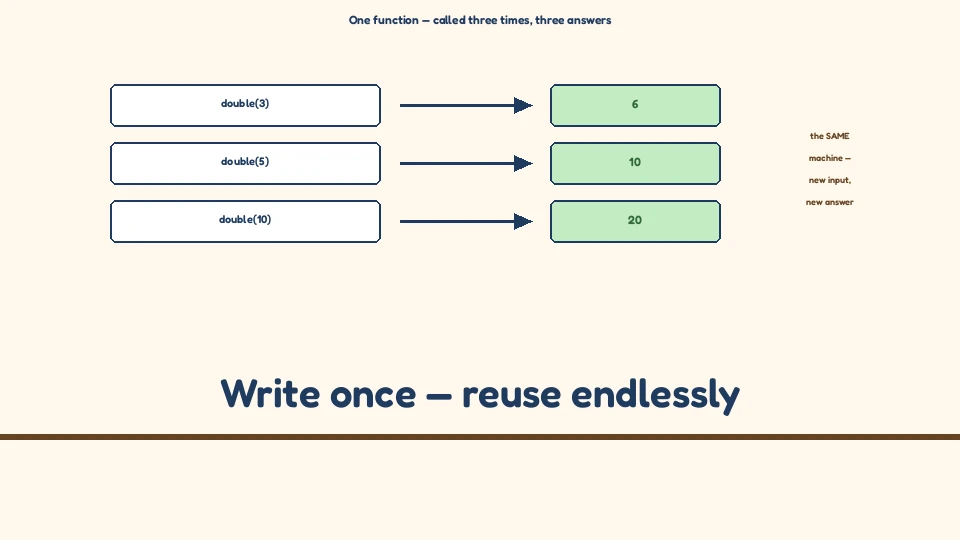 One function — called three times, three answers
double(3)
6
double(5)
10
double(10)
20
the SAME
machine —
new input,
new answer
Write once — reuse endlessly